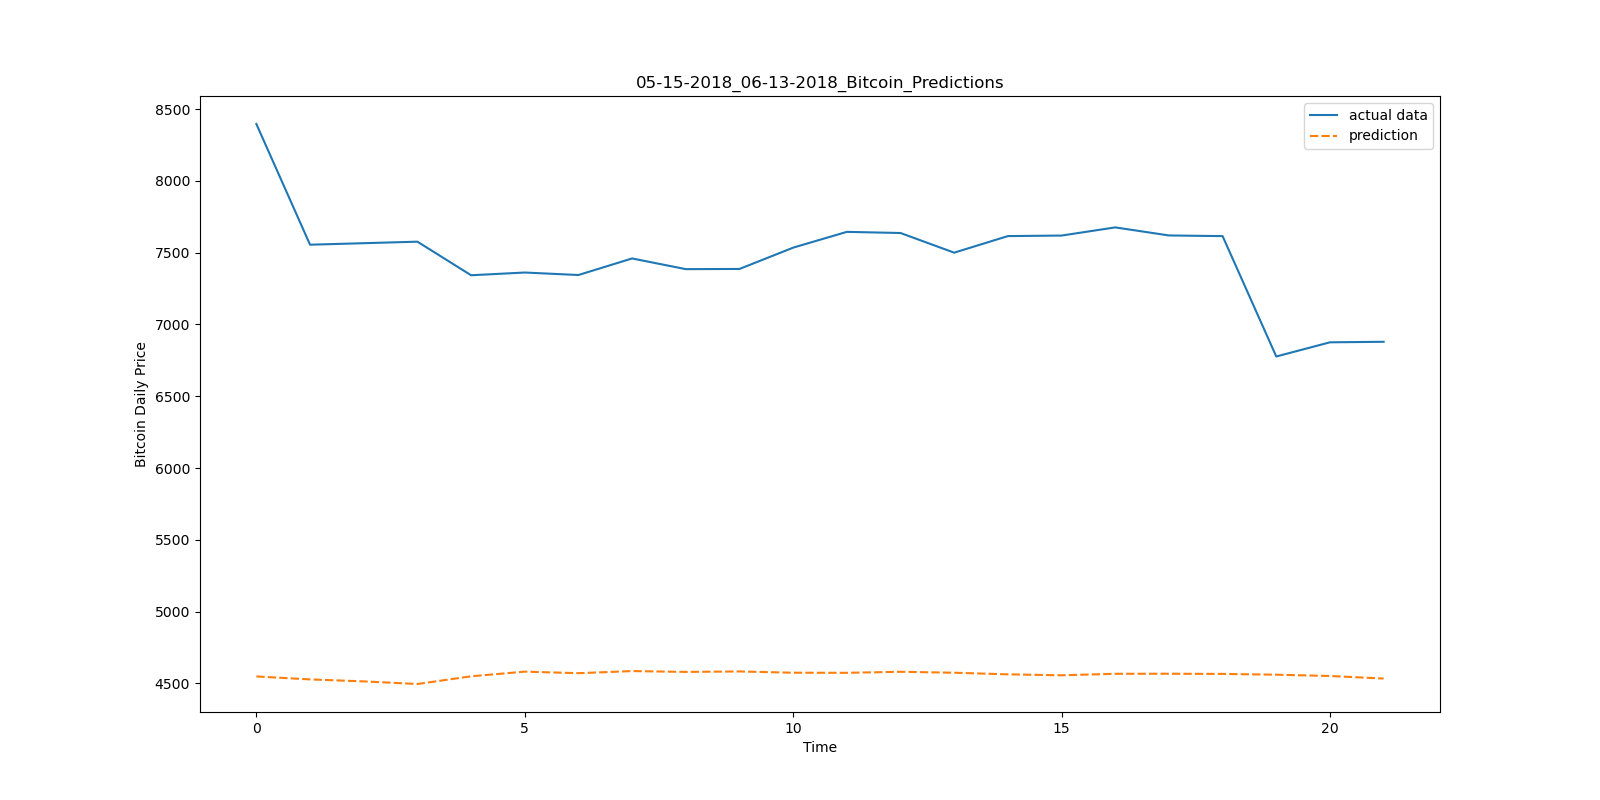 05-15-2018_06-13-2018_Bitcoin_Predictions
8500
8000
7500
7000
6500
6000
5500
5000
4500
Bitcoin Daily Price
actual data
prediction
0 5 10 15 20
Time